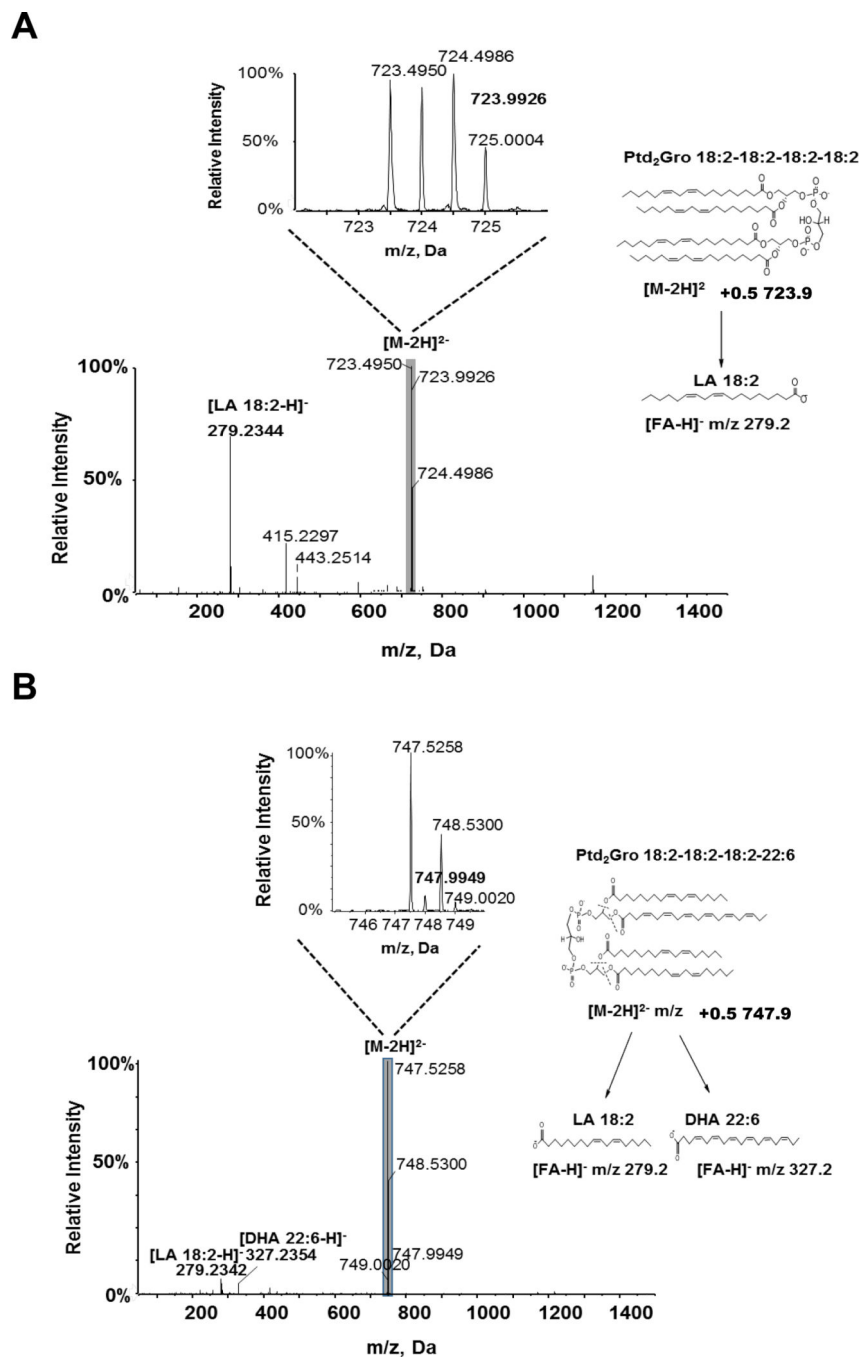 A
Relative Intensity
100%
50%
0%
723.4950
724.4986
723.9926
725.0004
723 724 725
m/z, Da
Ptd₂Gro 18:2-18:2-18:2-18:2
O
O
O
P
O
O⁻
O
O
HO
H
O
O
O
O
P
O⁻
O
O
[M-2H]² +0.5 723.9
LA 18:2
O
O⁻
[FA-H]⁻ m/z 279.2
[M-2H]²⁻
Relative Intensity
100%
50%
0%
723.4950
723.9926
[LA 18:2-H]⁻
279.2344
724.4986
415.2297
443.2514
200 400 600 800 1000 1200 1400
m/z, Da
B
Relative Intensity
100%
50%
0%
747.5258
748.5300
747.9949
749.0020
746 747 748 749
m/z, Da
Ptd₂Gro 18:2-18:2-18:2-22:6
[M-2H]²⁻ m/z +0.5 747.9
LA 18:2
[FA-H]⁻ m/z 279.2
DHA 22:6
[FA-H]⁻ m/z 327.2
[M-2H]²⁻
Relative Intensity
100%
50%
0%
747.5258
748.5300
[DHA 22:6-H]⁻
[LA 18:2-H]⁻ 327.2354
279.2342
749.0020
747.9949
200 400 600 800 1000 1200 1400
m/z, Da